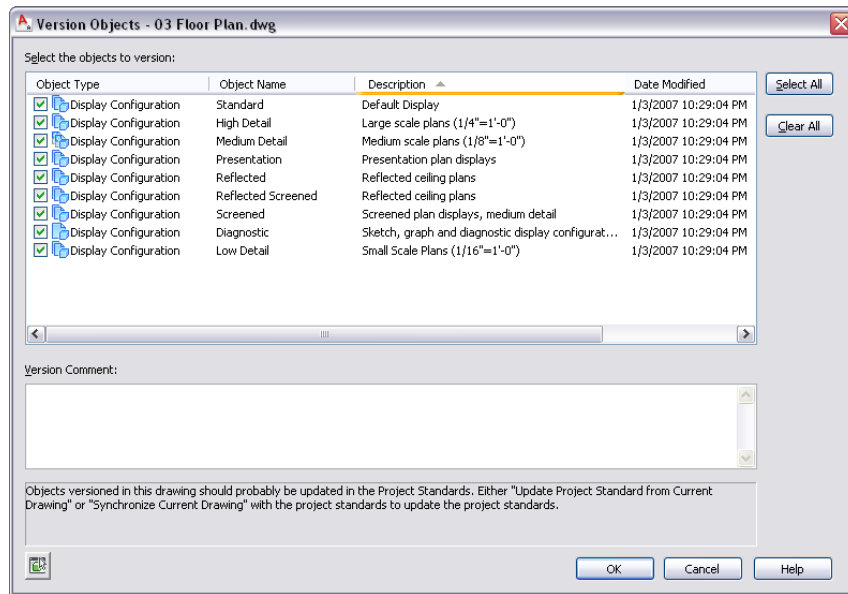 Version Objects - 03 Floor Plan.dwg
Select the objects to version:
Object Type Object Name Description Date Modified
Display Configuration Standard Default Display 1/3/2007 10:29:04 PM
Display Configuration High Detail Large scale plans (1/4"=1'-0") 1/3/2007 10:29:04 PM
Display Configuration Medium Detail Medium scale plans (1/8"=1'-0") 1/3/2007 10:29:04 PM
Display Configuration Presentation Presentation plan displays 1/3/2007 10:29:04 PM
Display Configuration Reflected Reflected ceiling plans 1/3/2007 10:29:04 PM
Display Configuration Reflected Screened Reflected ceiling plans 1/3/2007 10:29:04 PM
Display Configuration Screened Screened plan displays, medium detail 1/3/2007 10:29:04 PM
Display Configuration Diagnostic Sketch, graph and diagnostic display configurat... 1/3/2007 10:29:04 PM
Display Configuration Low Detail Small Scale Plans (1/16"=1'-0") 1/3/2007 10:29:04 PM
Select All
Clear All
Version Comment:
Objects versioned in this drawing should probably be updated in the Project Standards. Either "Update Project Standard from Current
Drawing" or "Synchronize Current Drawing" with the project standards to update the project standards.
OK Cancel Help